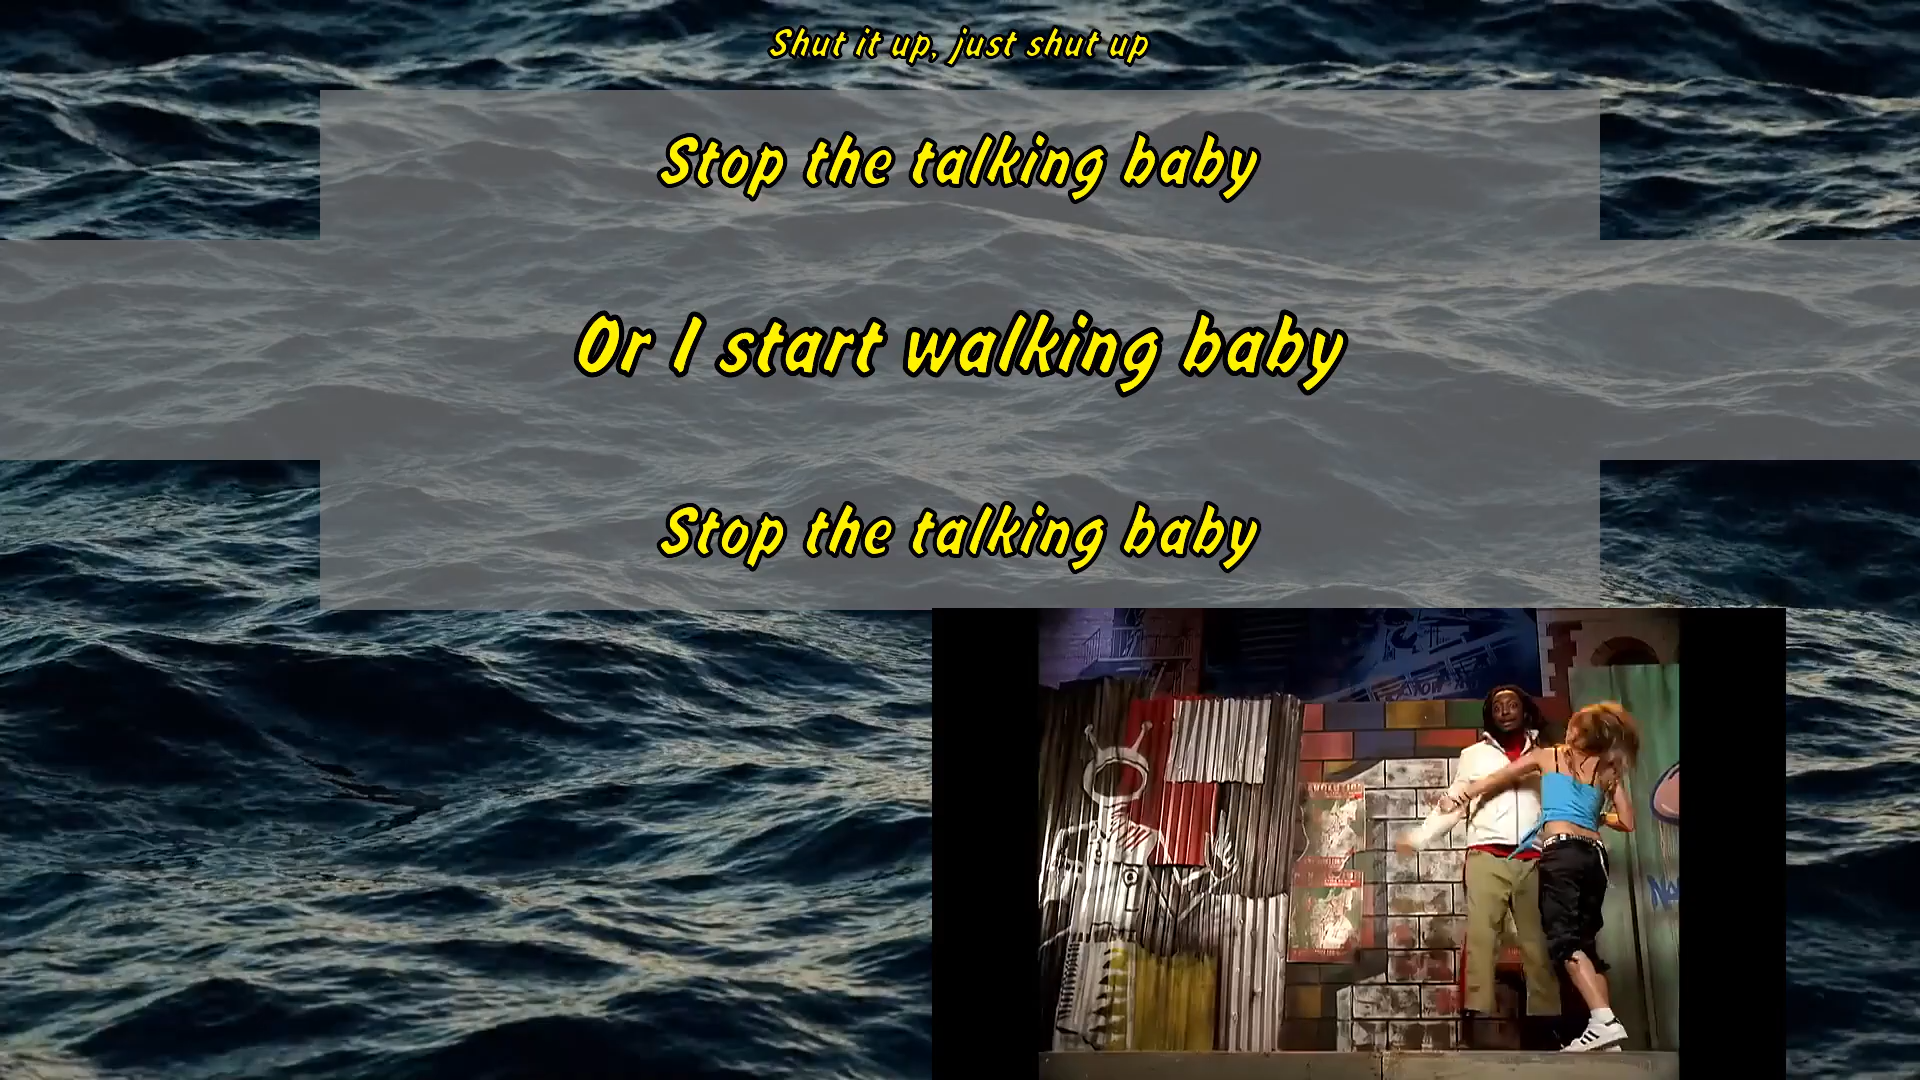 Shut it up, just shut up
Stop the talking baby
Or I start walking baby
Stop the talking baby